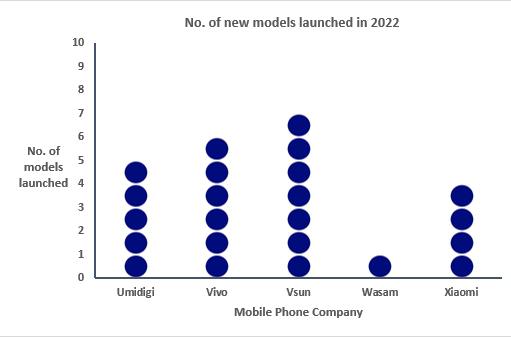 No. of new models launched in 2022
10
9
8
7
6
5
4
3
2
1
0
No. of
models
launched
Umidigi Vivo Vsun Wasam Xiaomi
Mobile Phone Company